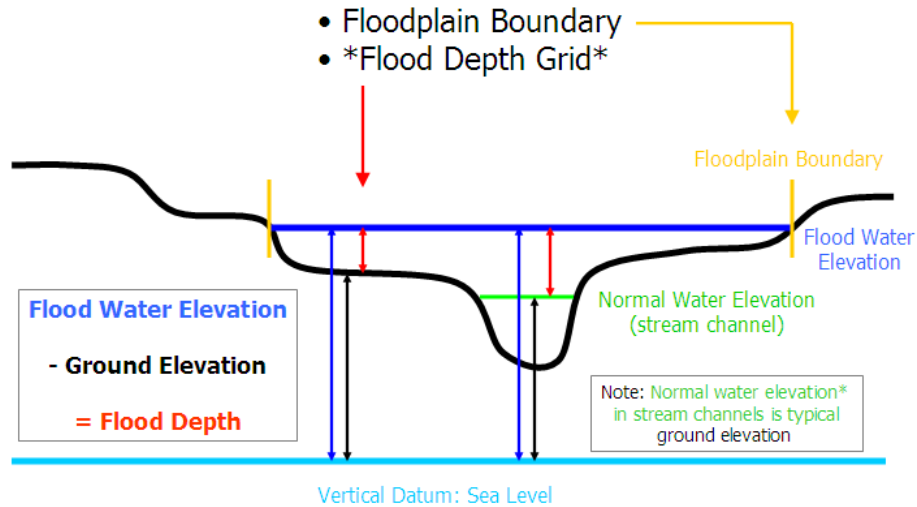 • Floodplain Boundary
• *Flood Depth Grid*
Floodplain Boundary
Flood Water
Elevation
Flood Water Elevation
- Ground Elevation
= Flood Depth
Normal Water Elevation
(stream channel)
Note: Normal water elevation*
in stream channels is typical
ground elevation
Vertical Datum: Sea Level